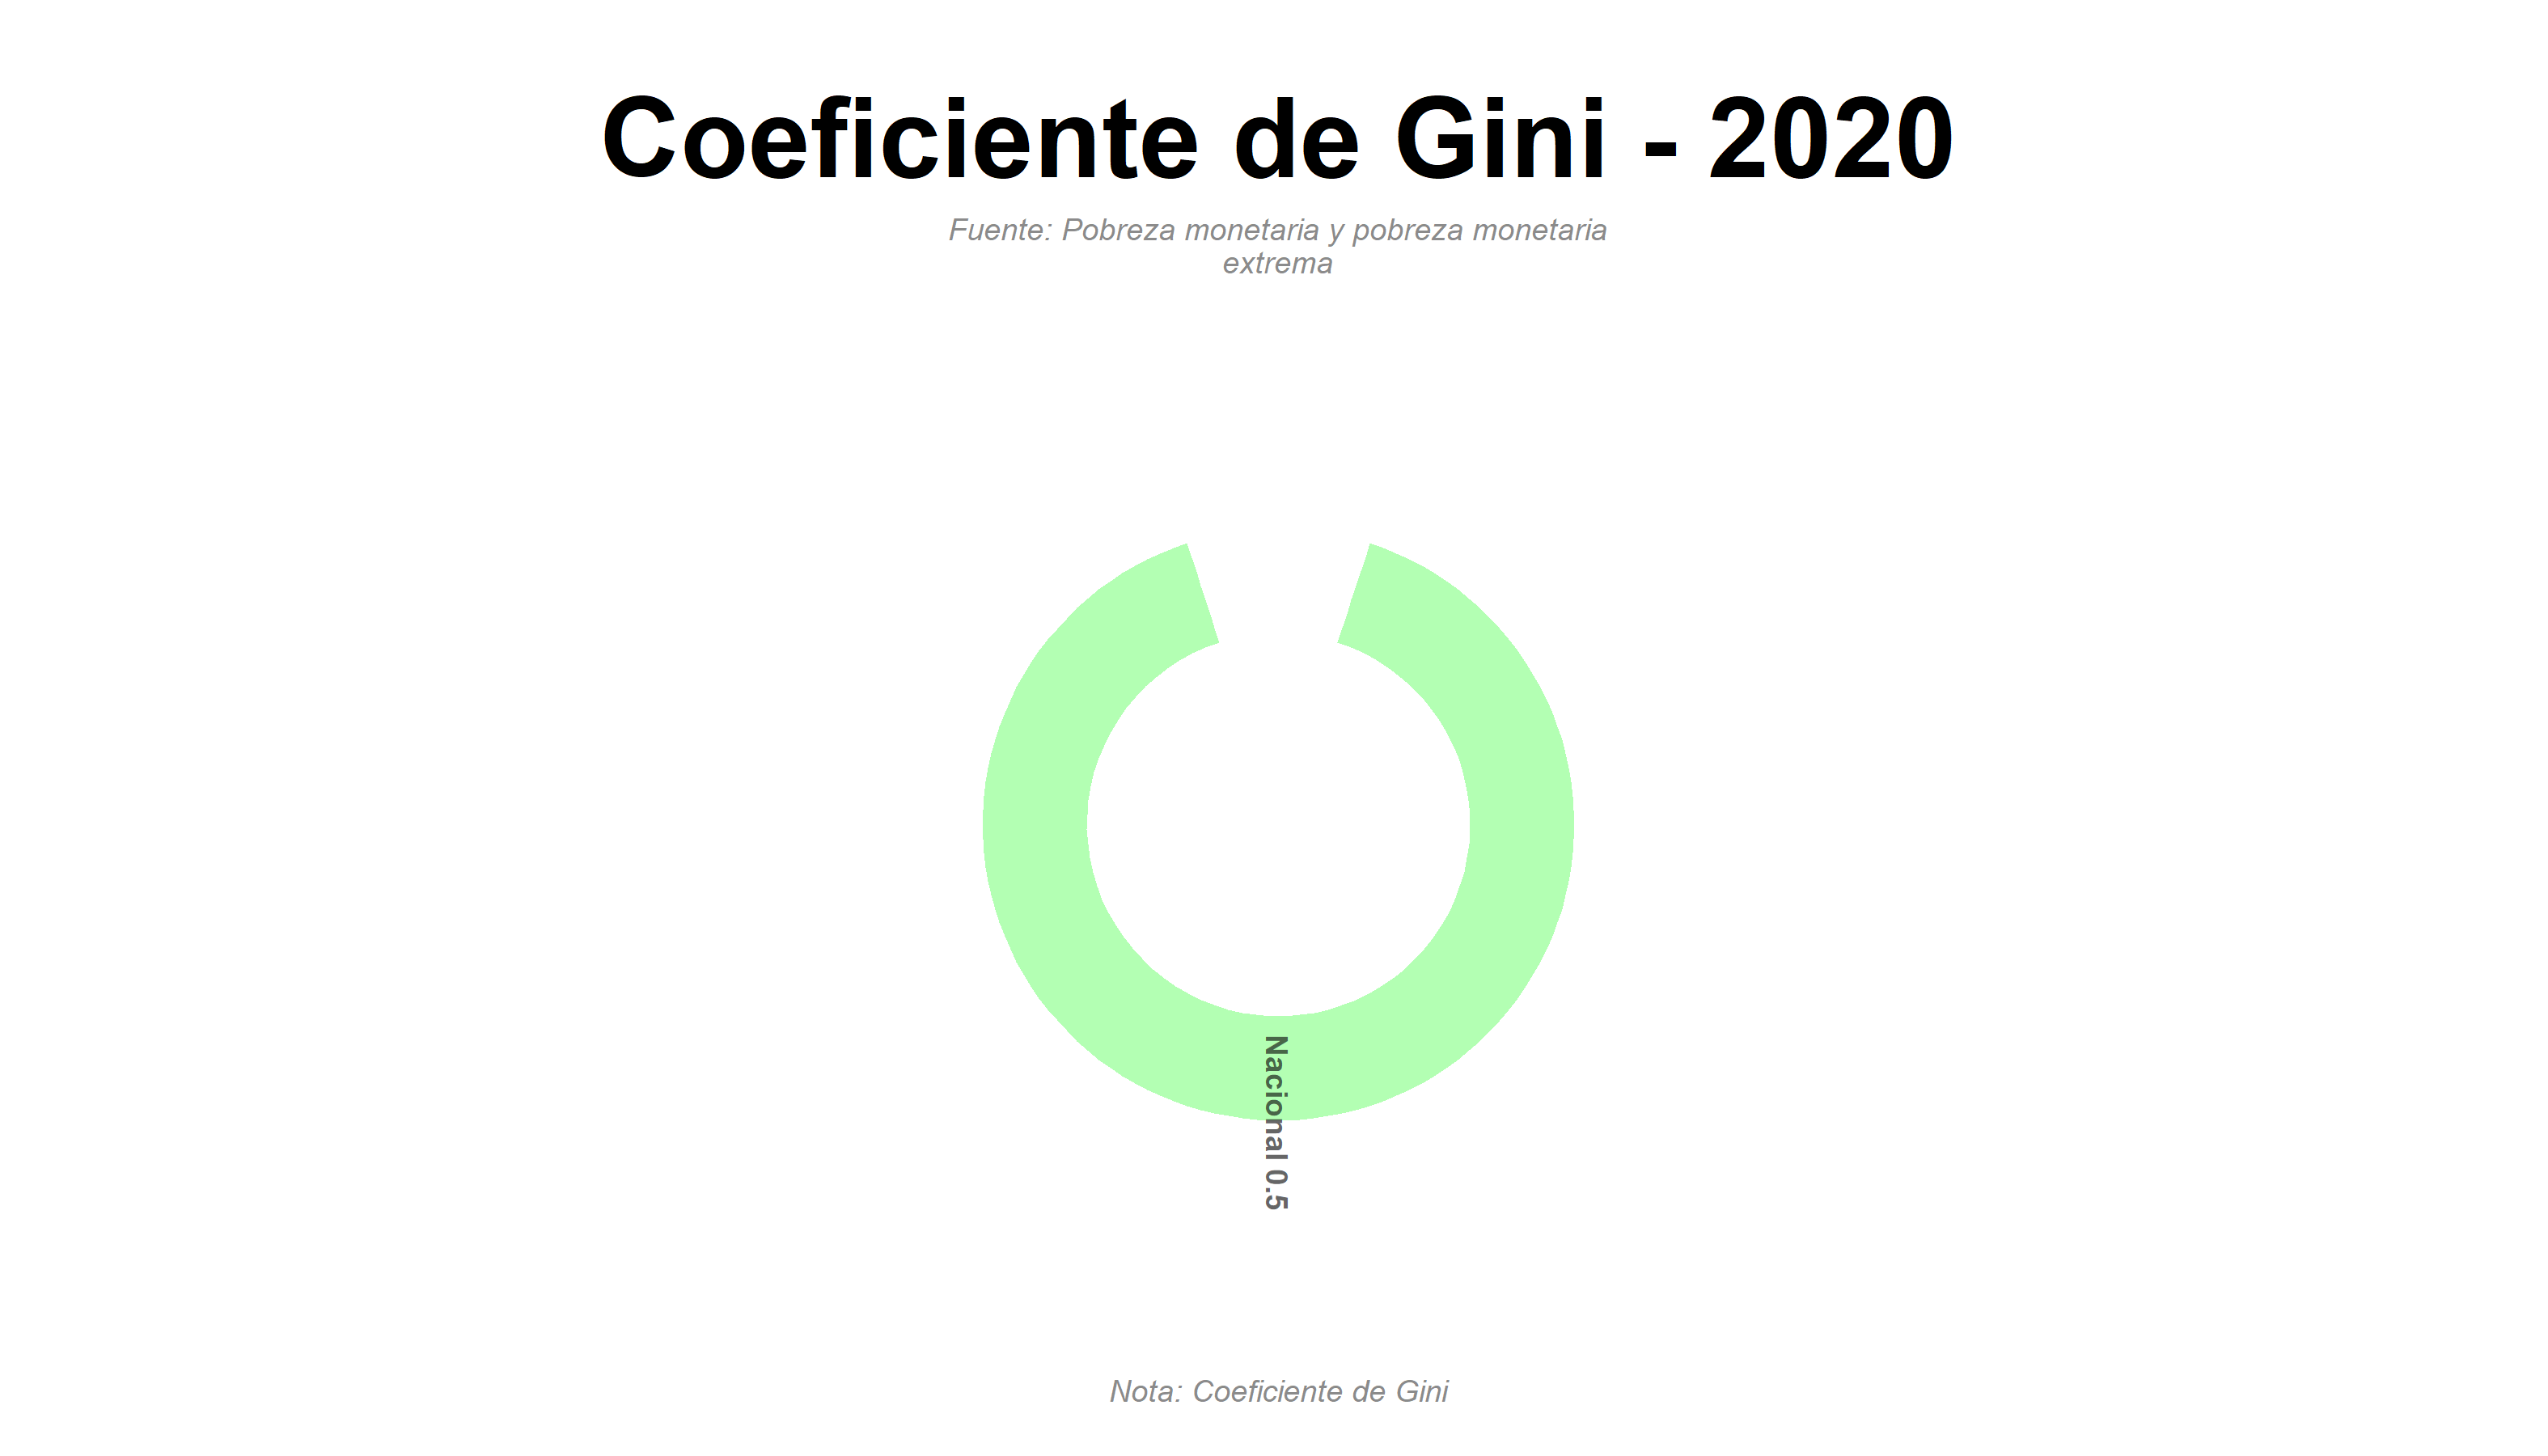 Coeficiente de Gini - 2020
Fuente: Pobreza monetaria y pobreza monetaria
extrema
Nacional 0.5
Nota: Coeficiente de Gini